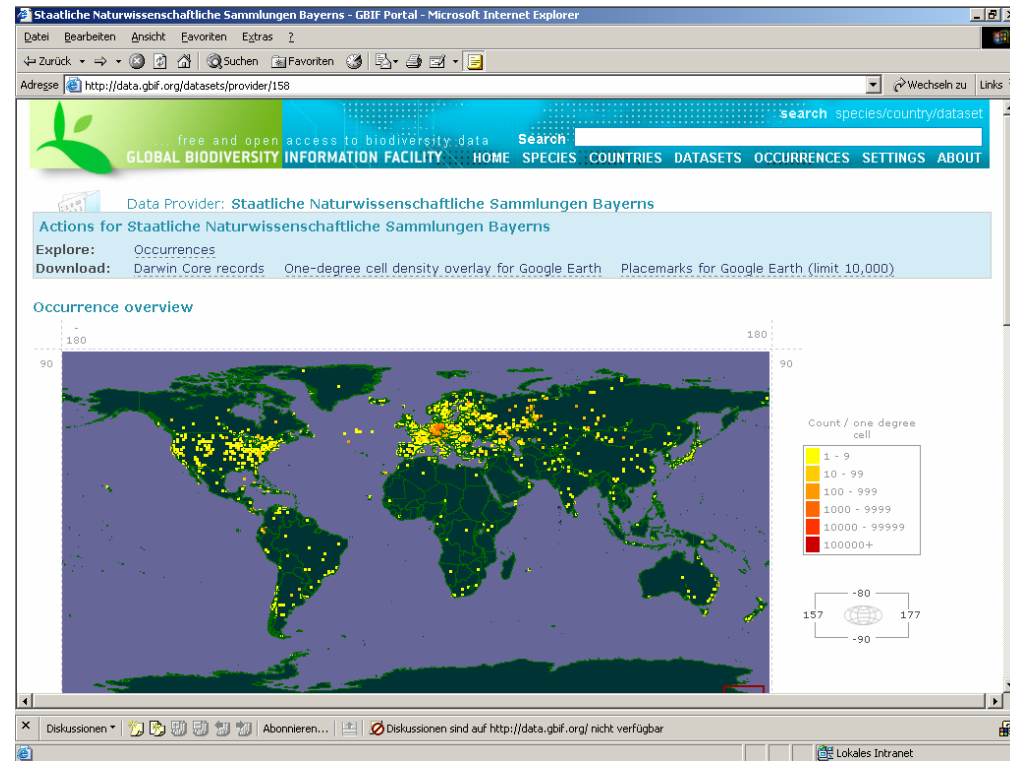 Staatliche Naturwissenschaftliche Sammlungen Bayerns - GBIF Portal - Microsoft Internet Explorer
Datei Bearbeiten Ansicht Favoriten Extras ?
Zurück Suchen Favoriten
Adresse http://data.gbif.org/datasets/provider/158 Wechseln zu Links
search species/country/dataset
... free and open access to biodiversity data Search
GLOBAL BIODIVERSITY INFORMATION FACILITY HOME SPECIES COUNTRIES DATASETS OCCURRENCES SETTINGS ABOUT
Data Provider: Staatliche Naturwissenschaftliche Sammlungen Bayerns
Actions for Staatliche Naturwissenschaftliche Sammlungen Bayerns
Explore: Occurrences
Download: Darwin Core records One-degree cell density overlay for Google Earth Placemarks for Google Earth (limit 10,000)
Occurrence overview
-
180 180
90 90
Count / one degree
cell
1 - 9
10 - 99
100 - 999
1000 - 9999
10000 - 99999
100000+
-80
157 177
-90
Diskussionen Abonnieren... Diskussionen sind auf http://data.gbif.org/ nicht verfügbar
Lokales Intranet